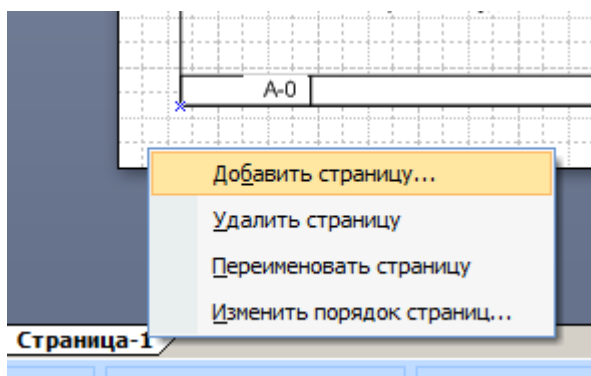 A-0
Добавить страницу...
Удалить страницу
Переименовать страницу
Изменить порядок страниц...
Страница-1